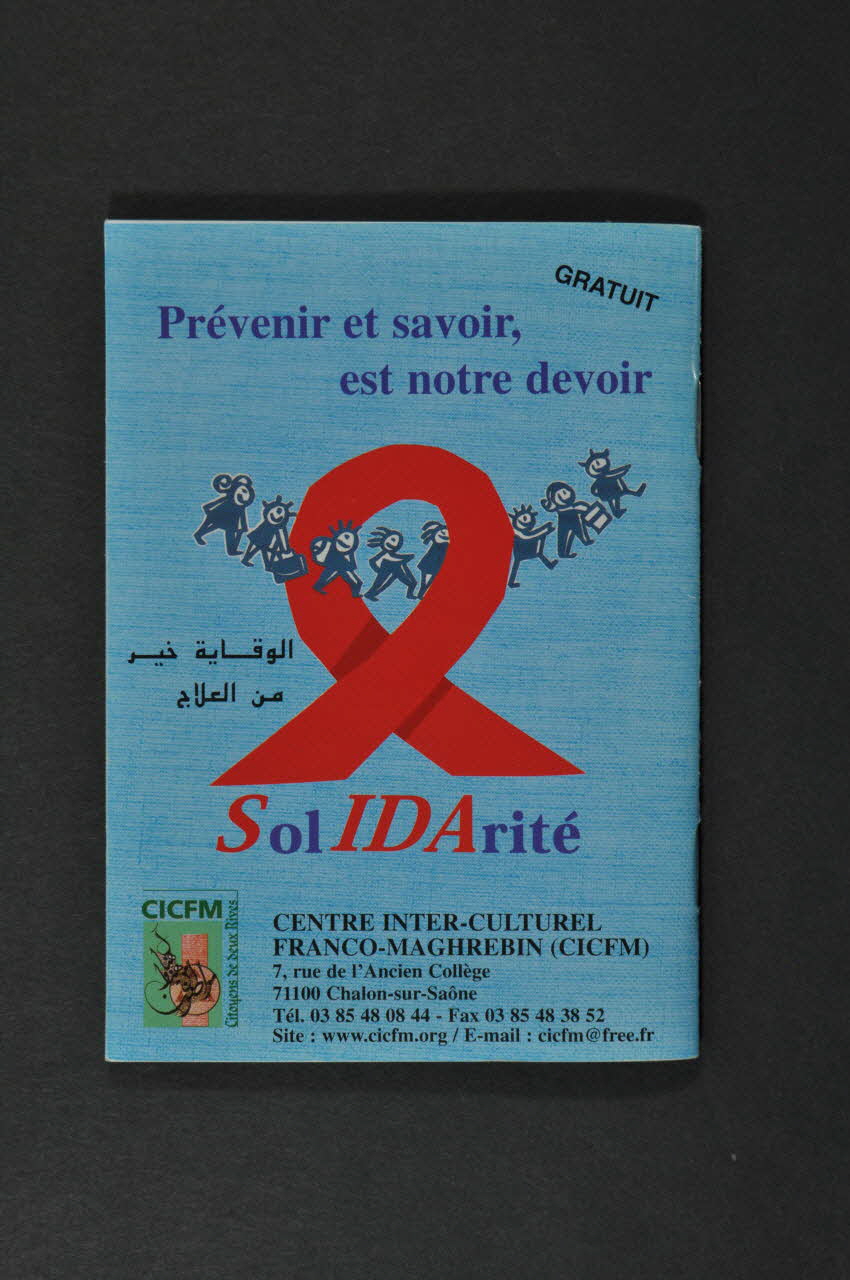 GRATUIT
Prévenir et savoir,
est notre devoir
الوقــايـة خيــر
من العلاج
SolIDArité
CICFM
Citoyens de deux Rives
CENTRE INTER-CULTUREL
FRANCO-MAGHREBIN (CICFM)
7, rue de l'Ancien Collège
71100 Chalon-sur-Saône
Tél. 03 85 48 08 44 - Fax 03 85 48 38 52
Site : www.cicfm.org / E-mail : cicfm@free.fr